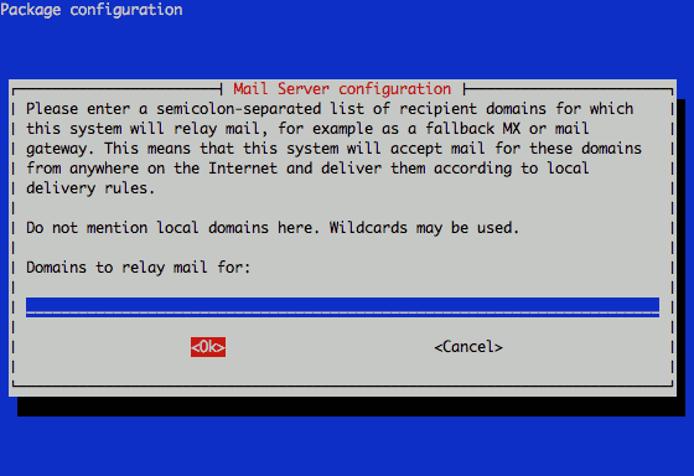 Package configuration
Mail Server configuration
Please enter a semicolon-separated list of recipient domains for which
this system will relay mail, for example as a fallback MX or mail
gateway. This means that this system will accept mail for these domains
from anywhere on the Internet and deliver them according to local
delivery rules.
Do not mention local domains here. Wildcards may be used.
Domains to relay mail for:
<Ok> <Cancel>